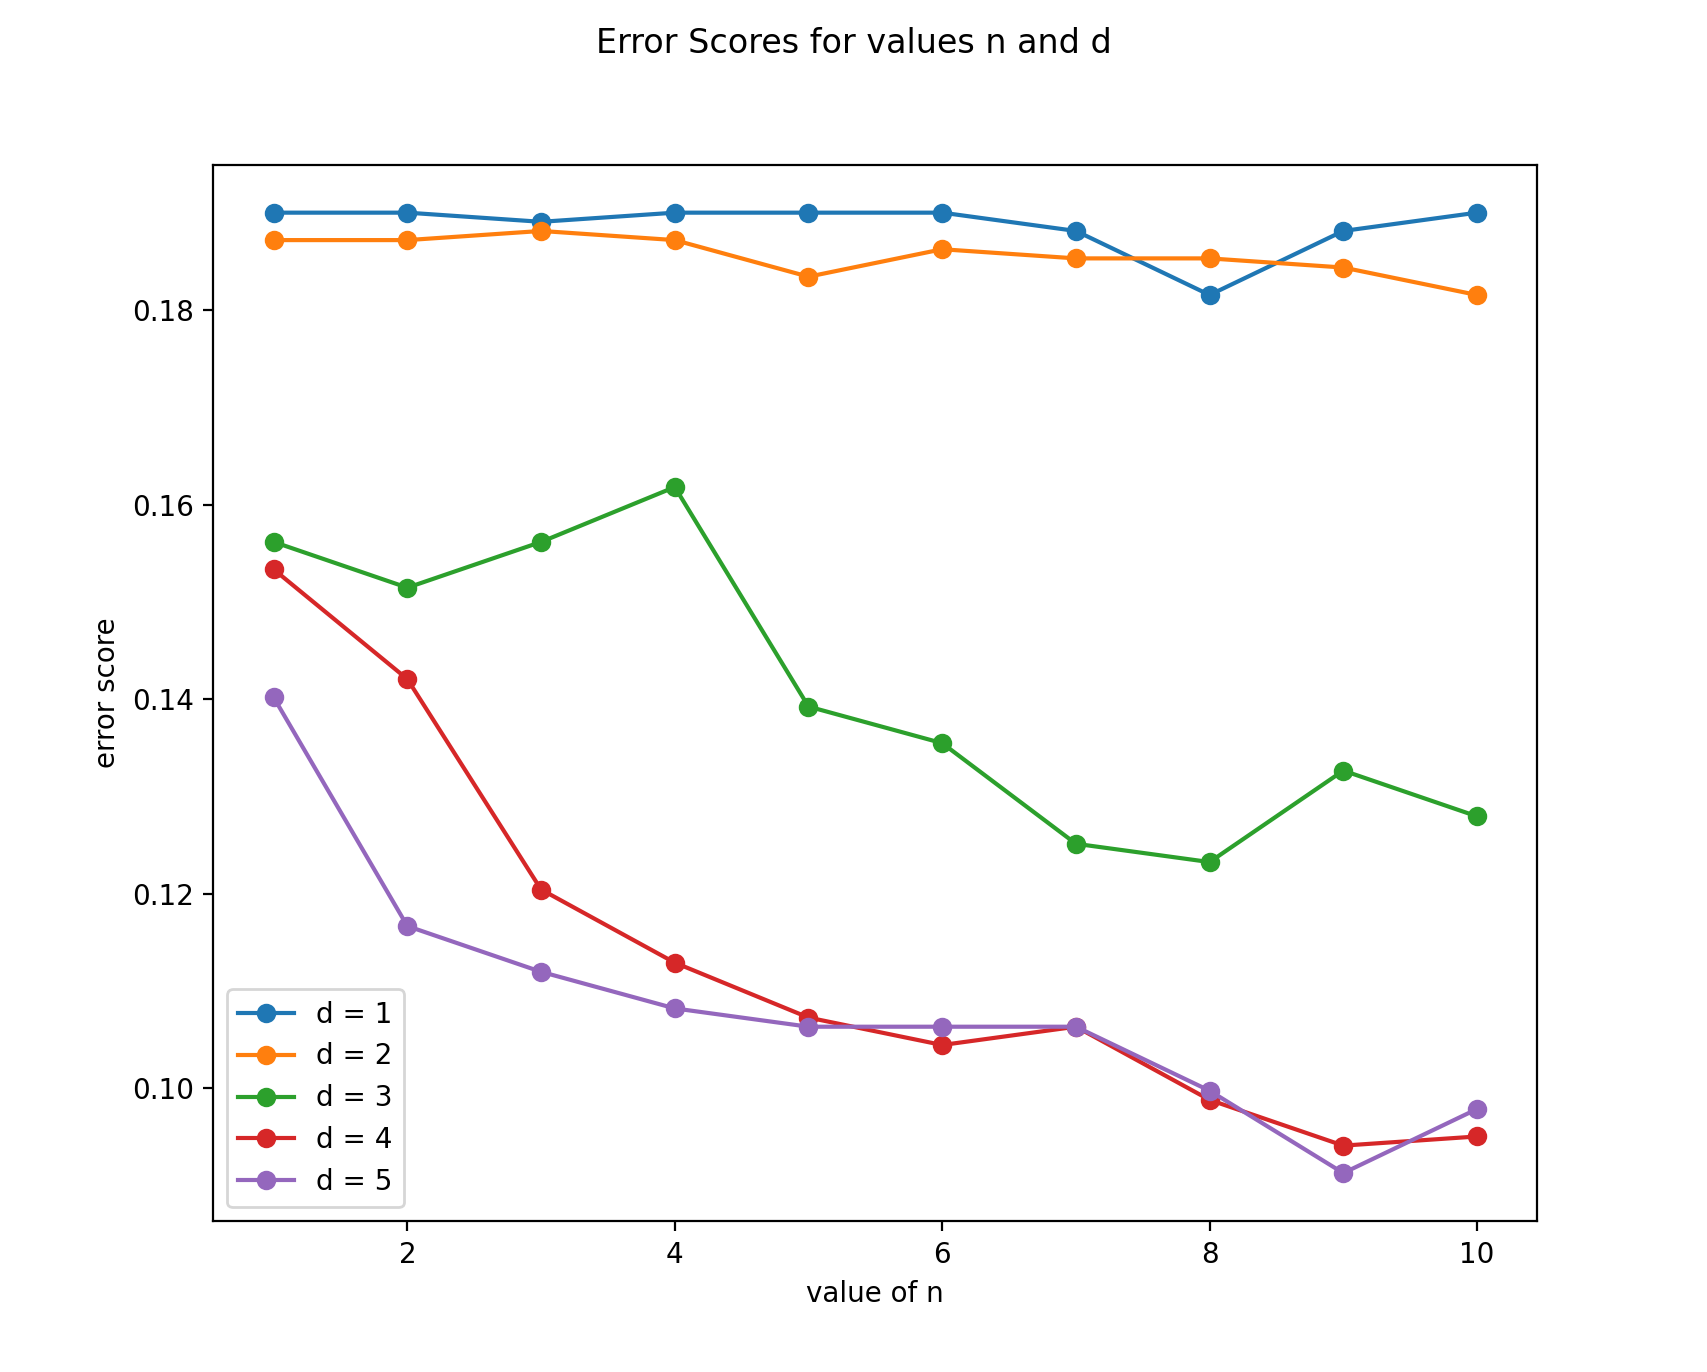 Error Scores for values n and d
0.18
0.16
0.14
0.12
0.10
error score
d = 1
d = 2
d = 3
d = 4
d = 5
2 4 6 8 10
value of n